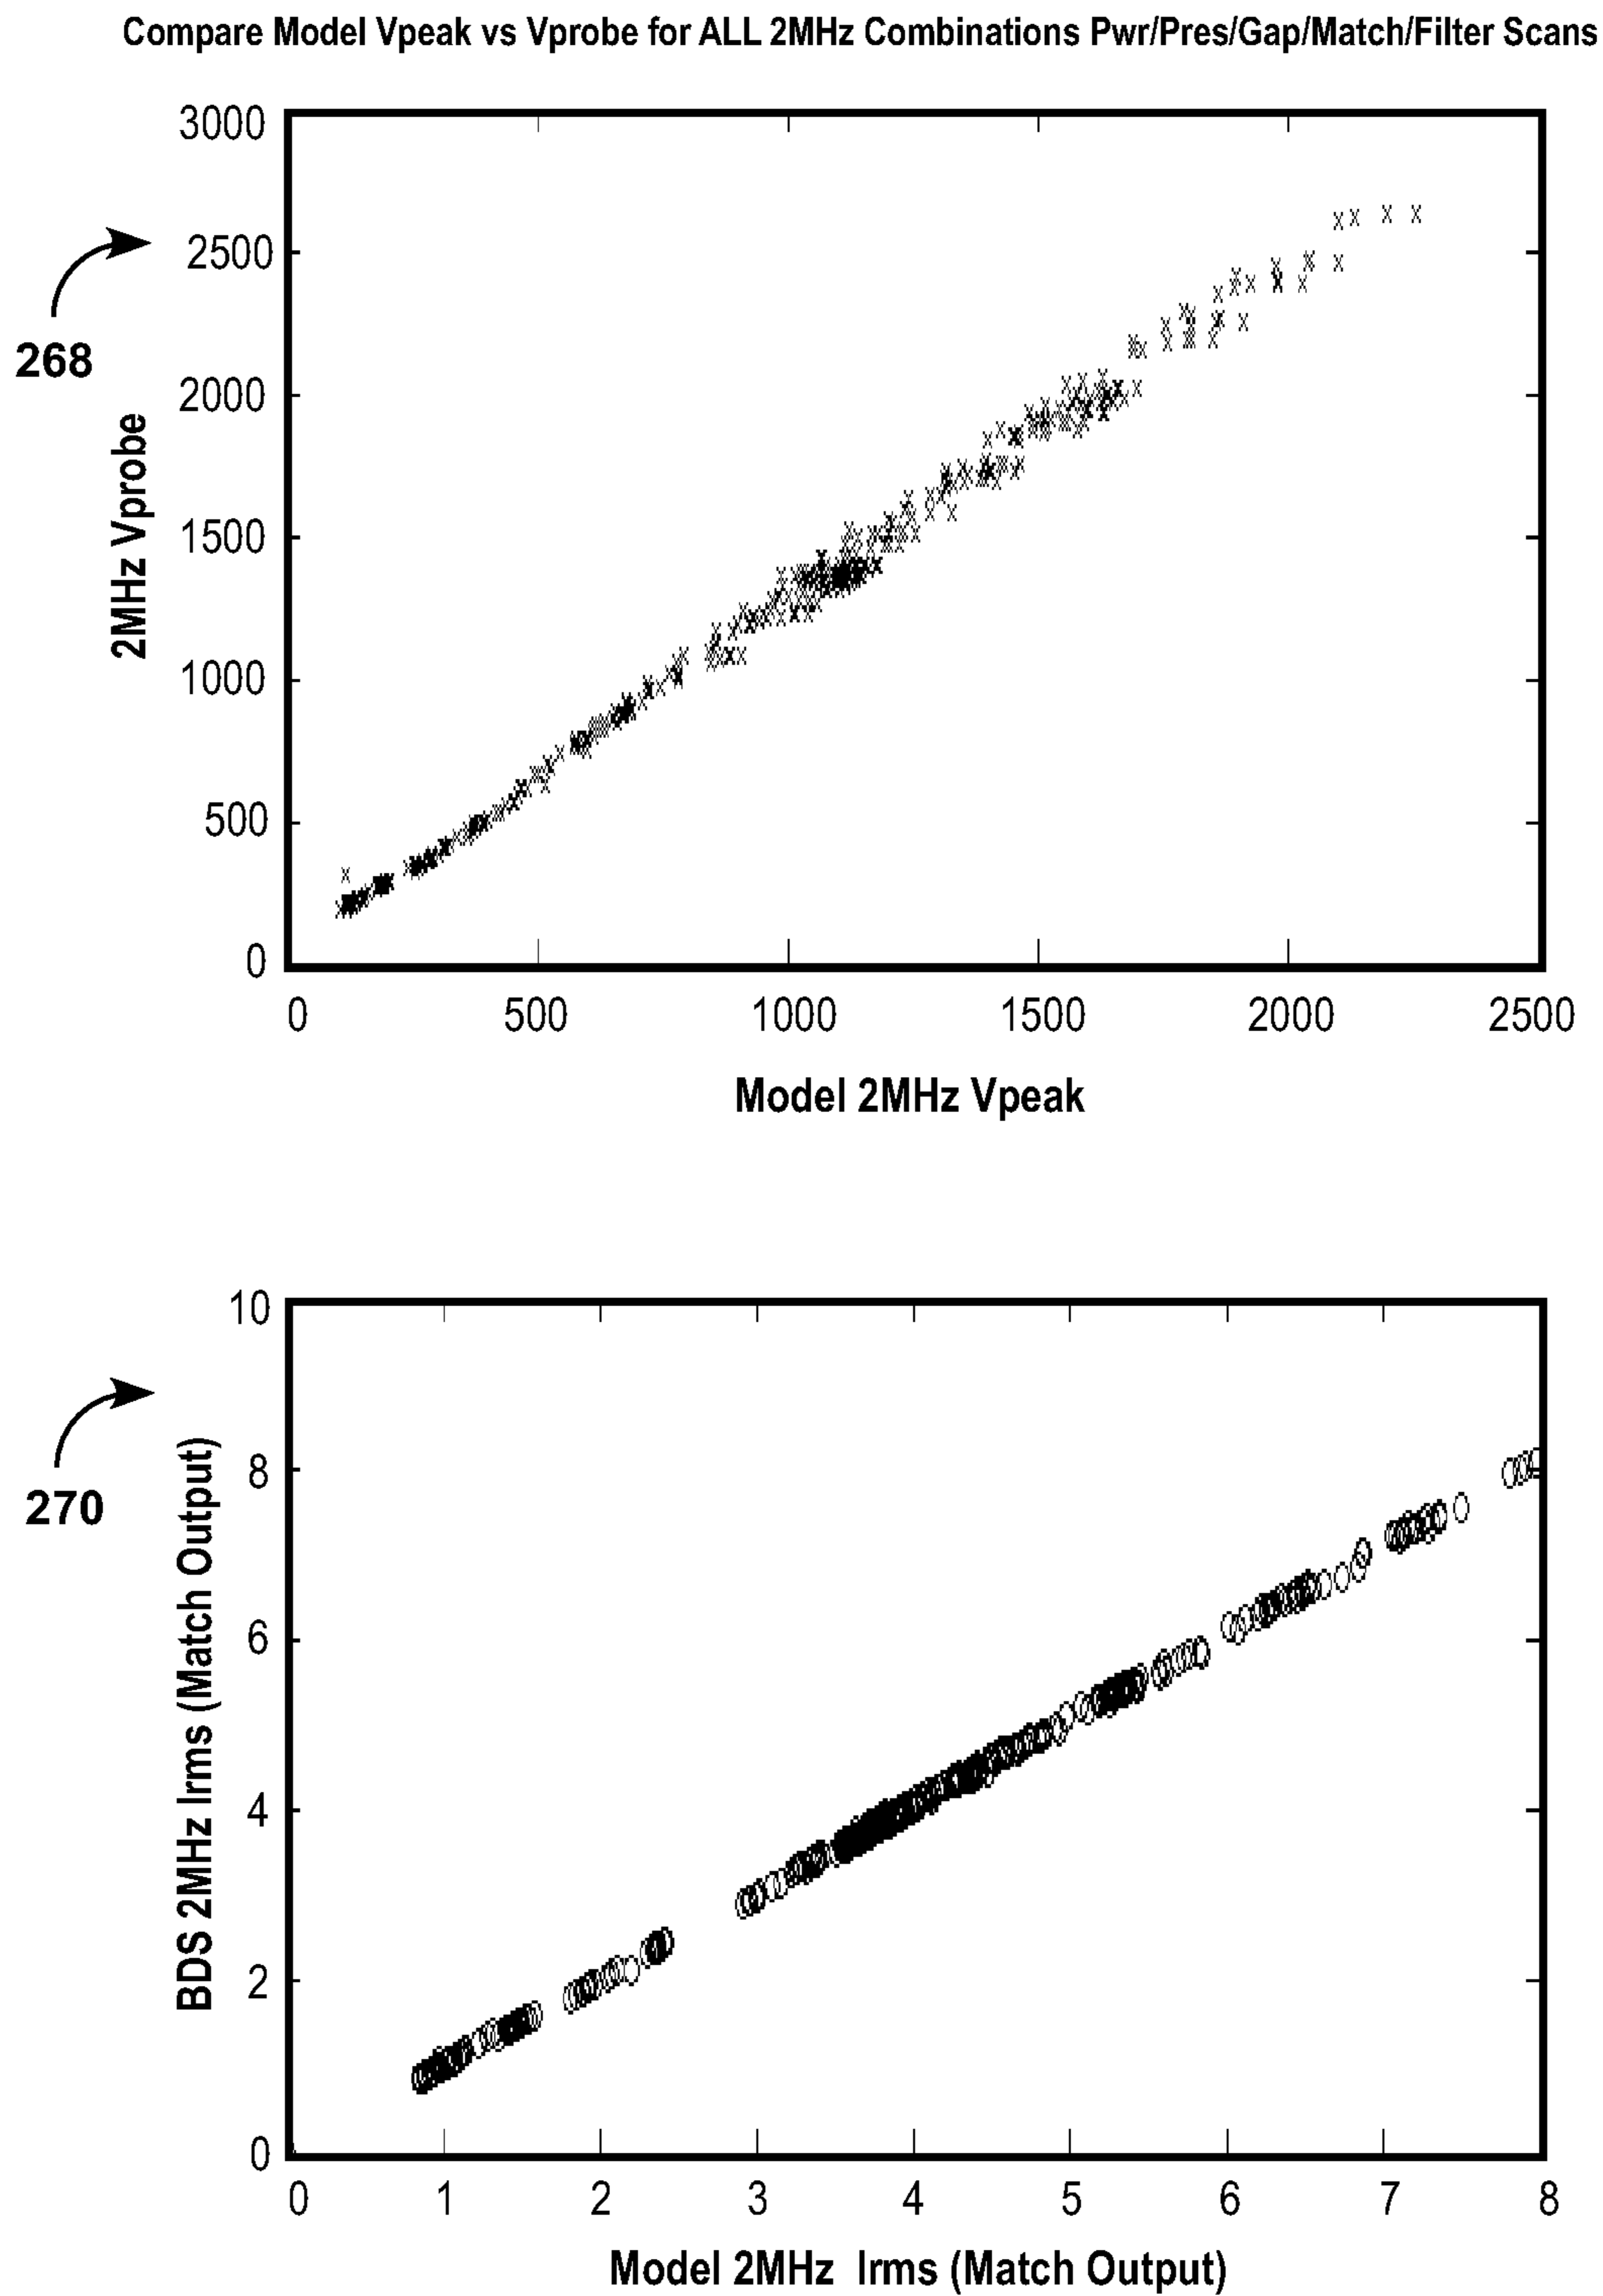 Compare Model Vpeak vs Vprobe for ALL 2MHz Combinations Pwr/Pres/Gap/Match/Filter Scans
268
2MHz Vprobe
3000
2500
2000
1500
1000
500
0
0 500 1000 1500 2000 2500
Model 2MHz Vpeak
270
BDS 2MHz Irms (Match Output)
10
8
6
4
2
0
0 1 2 3 4 5 6 7 8
Model 2MHz Irms (Match Output)